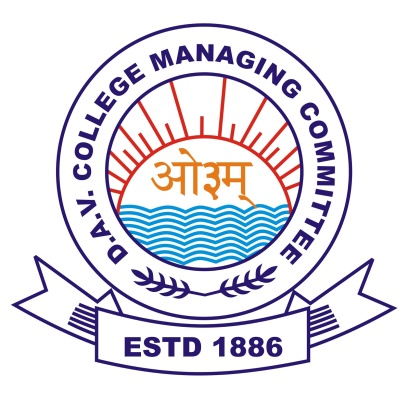 D.A.V. COLLEGE MANAGING COMMITTEE
ओ३म्
ESTD 1886